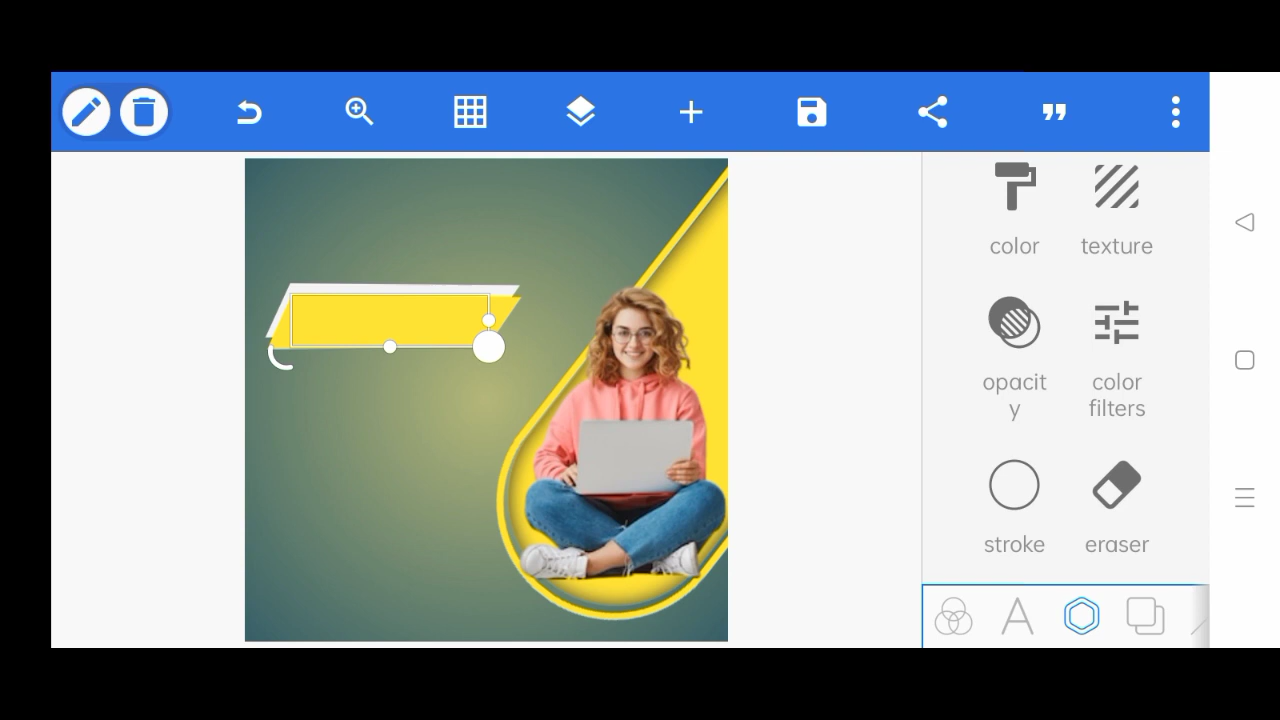 color texture
opacit
y
color
filters
stroke eraser